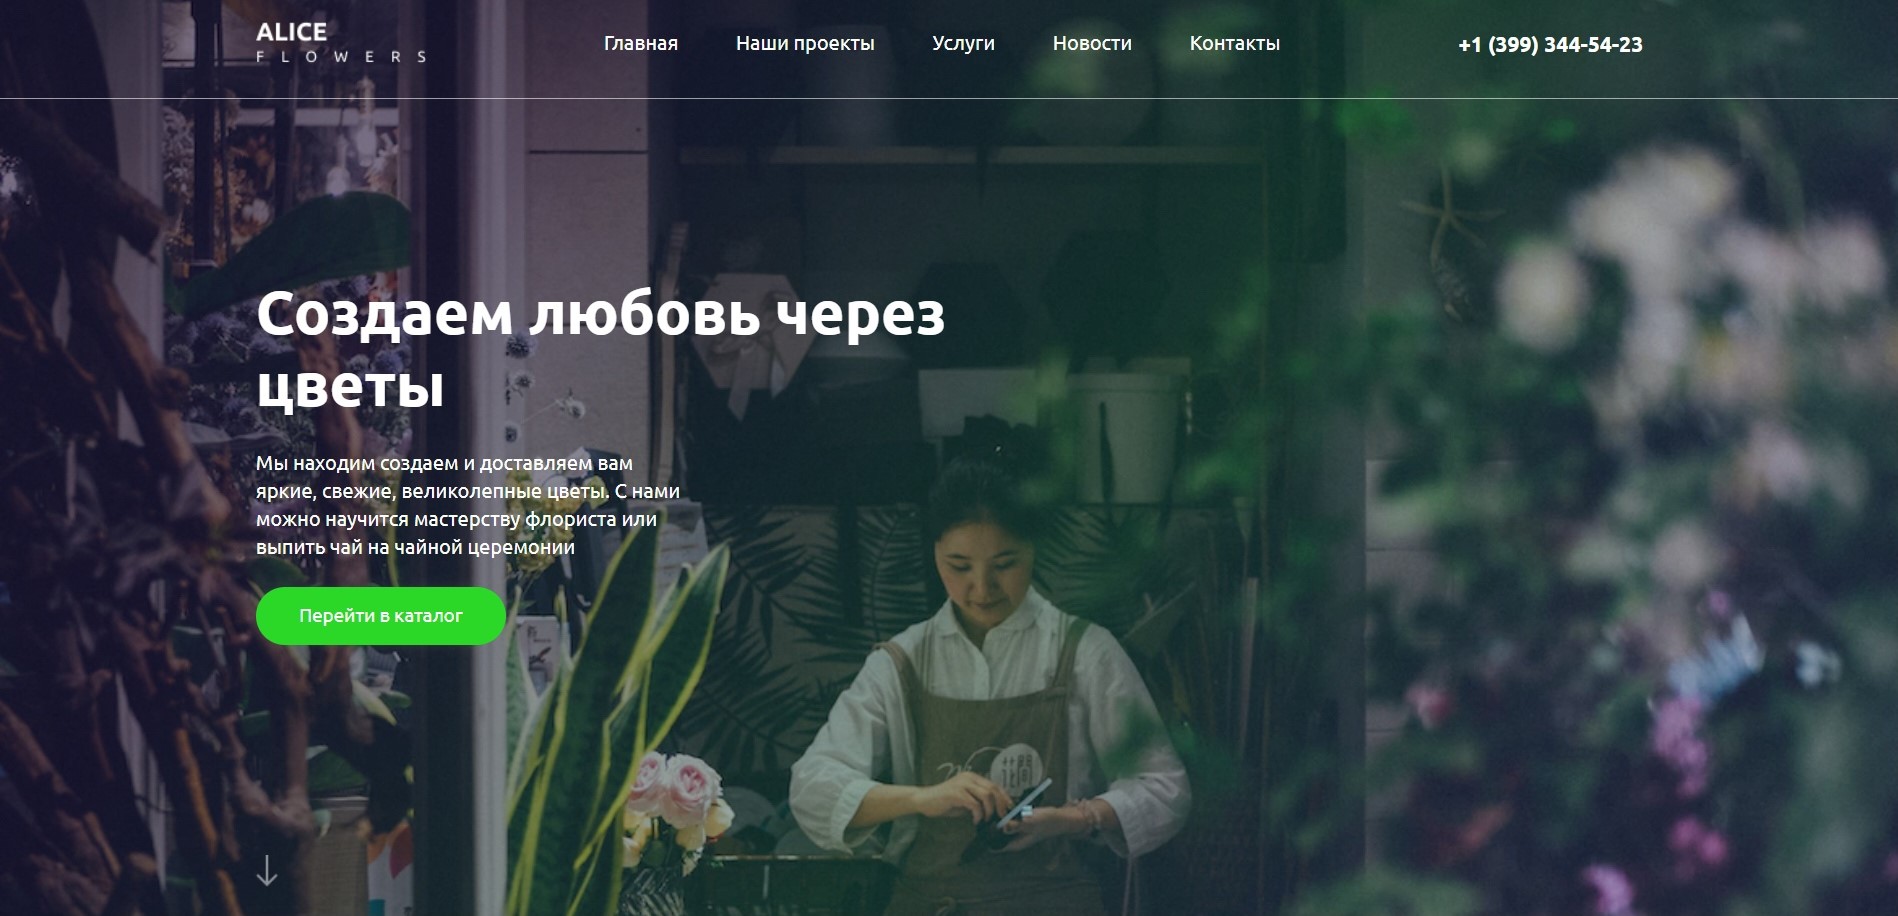 ALICE
FLOWERS
Главная Наши проекты Услуги Новости Контакты
+1 (399) 344-54-23
Создаем любовь через
цветы
Мы находим создаем и доставляем вам
яркие, свежие, великолепные цветы. С нами
можно научится мастерству флориста или
выпить чай на чайной церемонии
Перейти в каталог